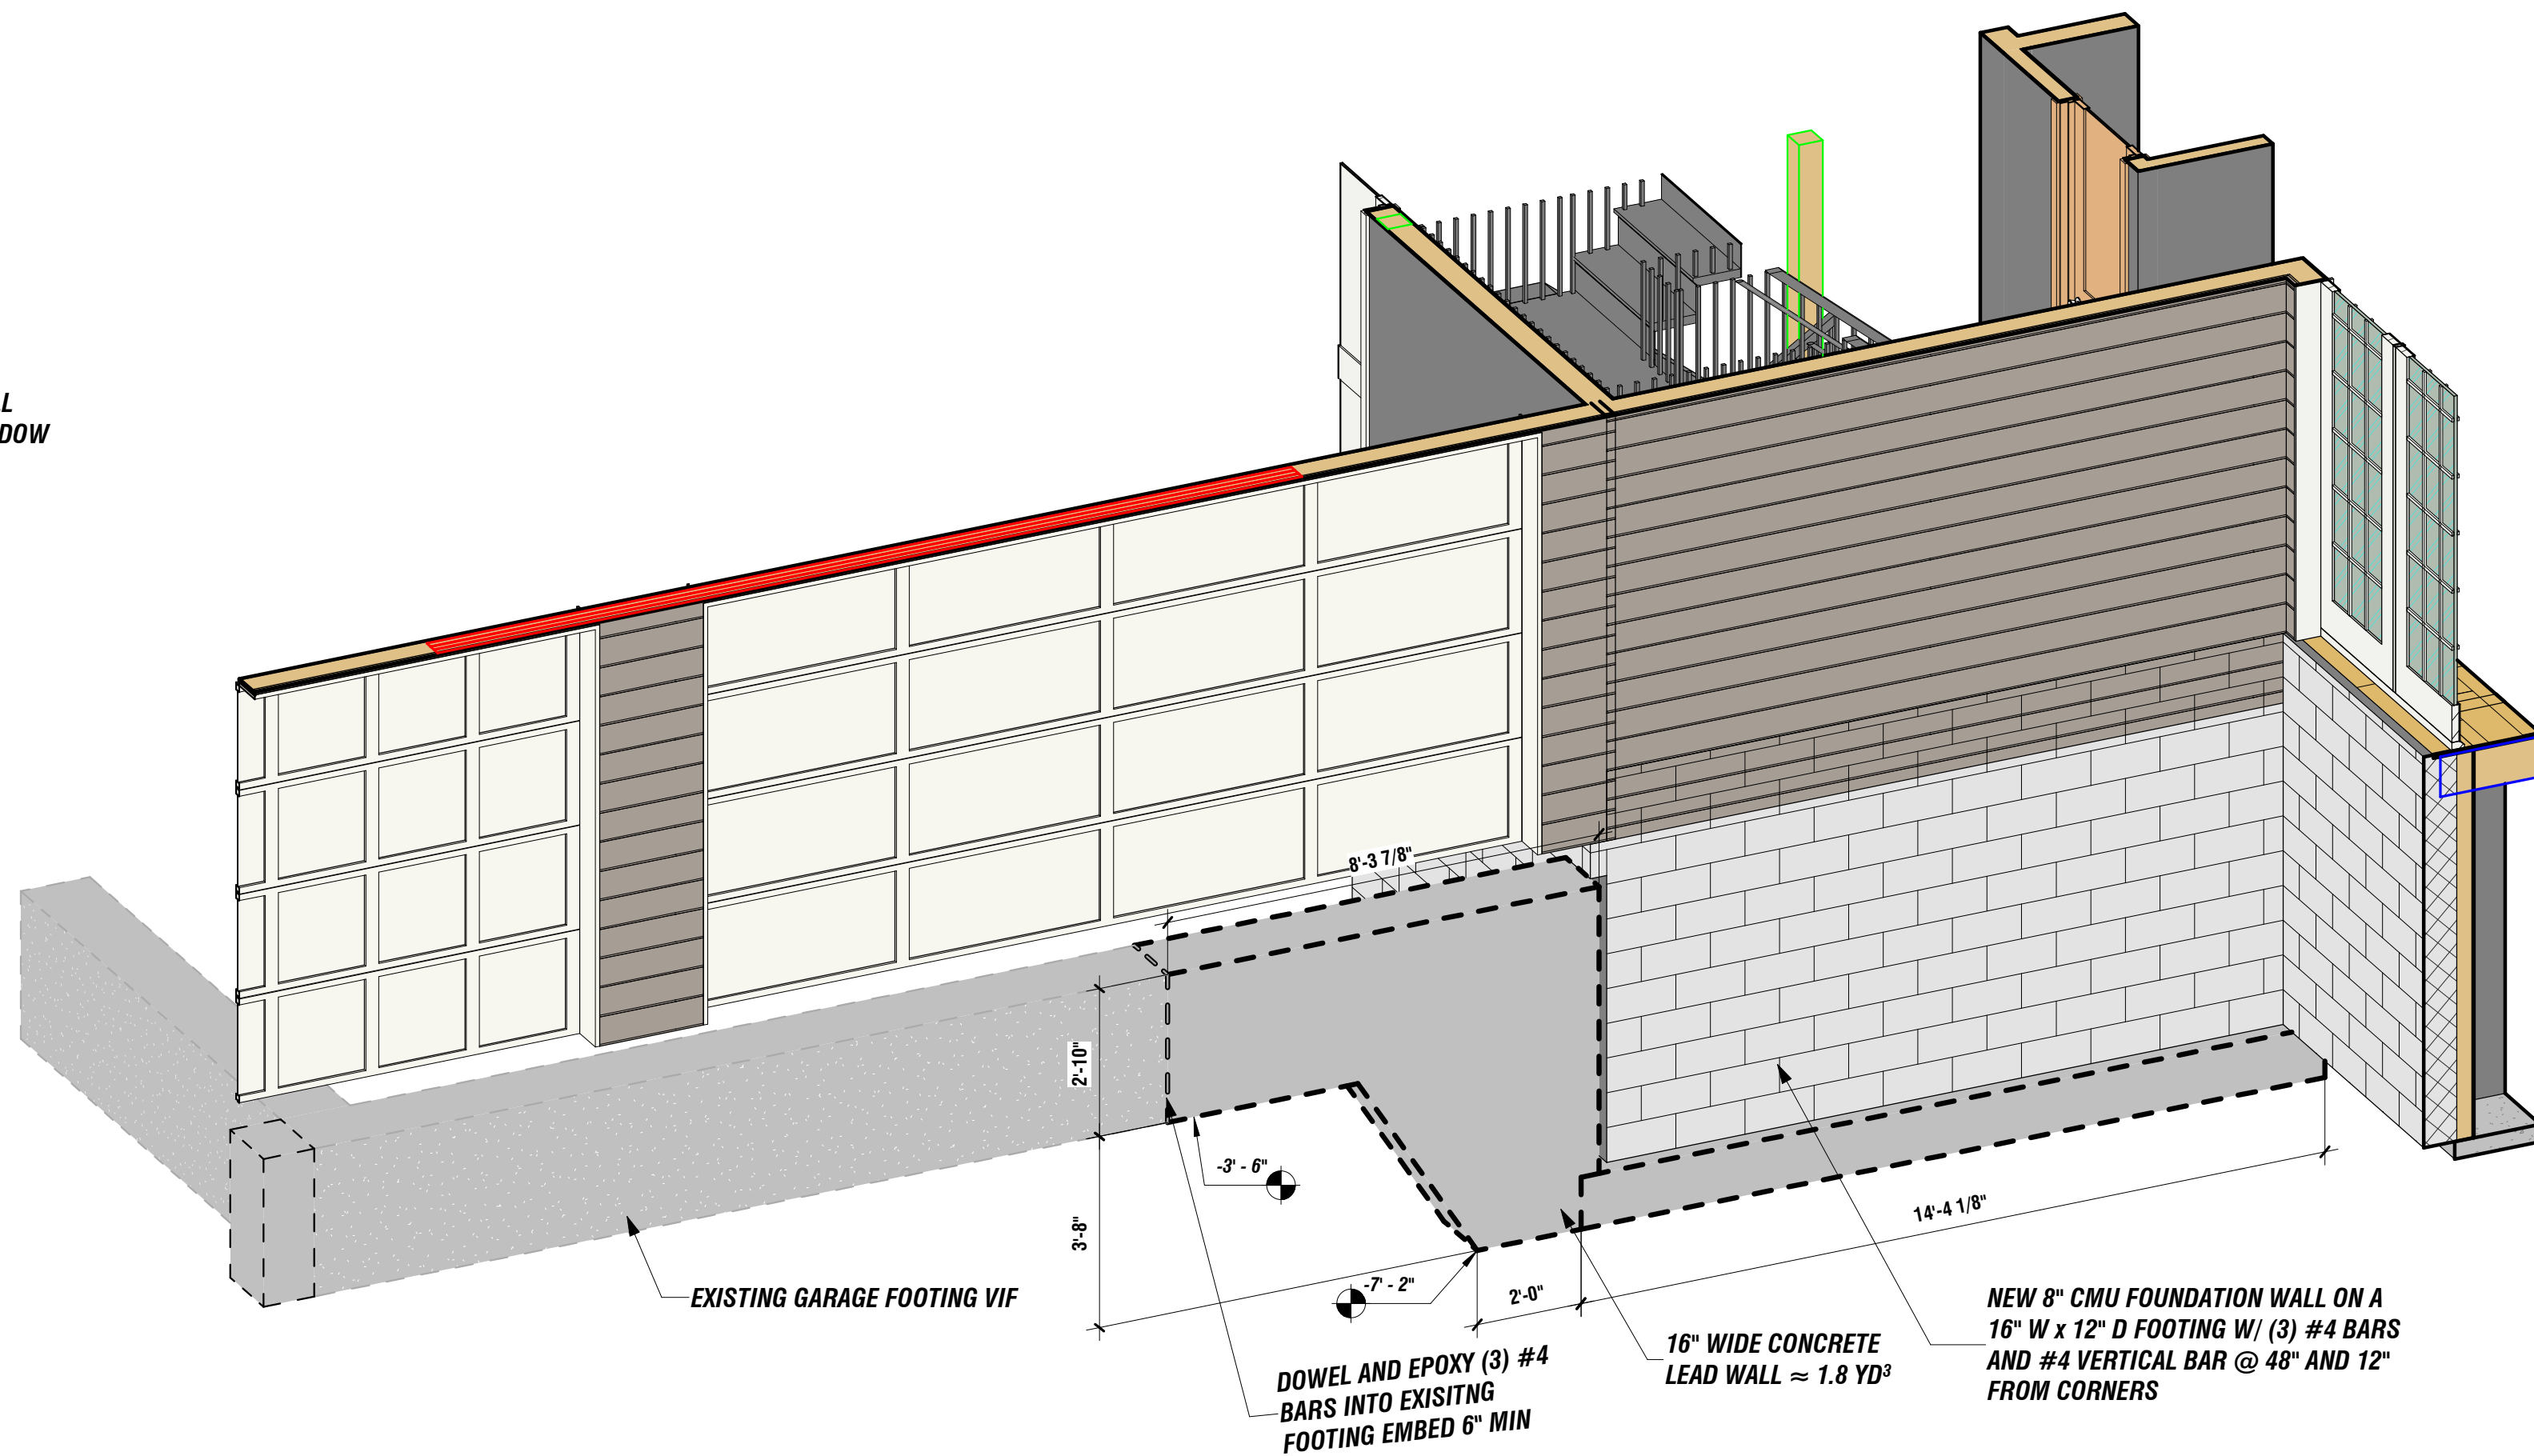 DOW
8'-3 7/8"
2'-10"
-3' - 6"
3'-8"
14'-4 1/8"
-7' - 2"
2'-0"
EXISTING GARAGE FOOTING VIF
DOWEL AND EPOXY (3) #4
BARS INTO EXISITNG
FOOTING EMBED 6" MIN
16" WIDE CONCRETE
LEAD WALL ≈ 1.8 YD³
NEW 8" CMU FOUNDATION WALL ON A
16" W x 12" D FOOTING W/ (3) #4 BARS
AND #4 VERTICAL BAR @ 48" AND 12"
FROM CORNERS